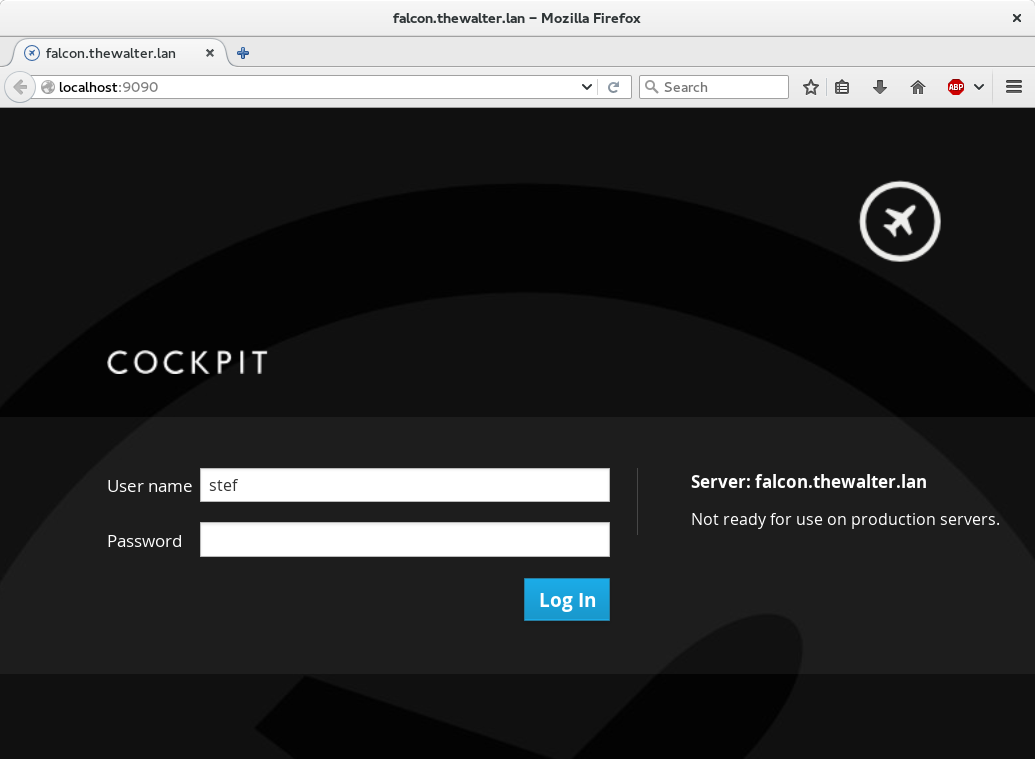 falcon.thewalter.lan – Mozilla Firefox
falcon.thewalter.lan
localhost:9090
Search
ABP
COCKPIT
User name
stef
Password
Log In
Server: falcon.thewalter.lan
Not ready for use on production servers.